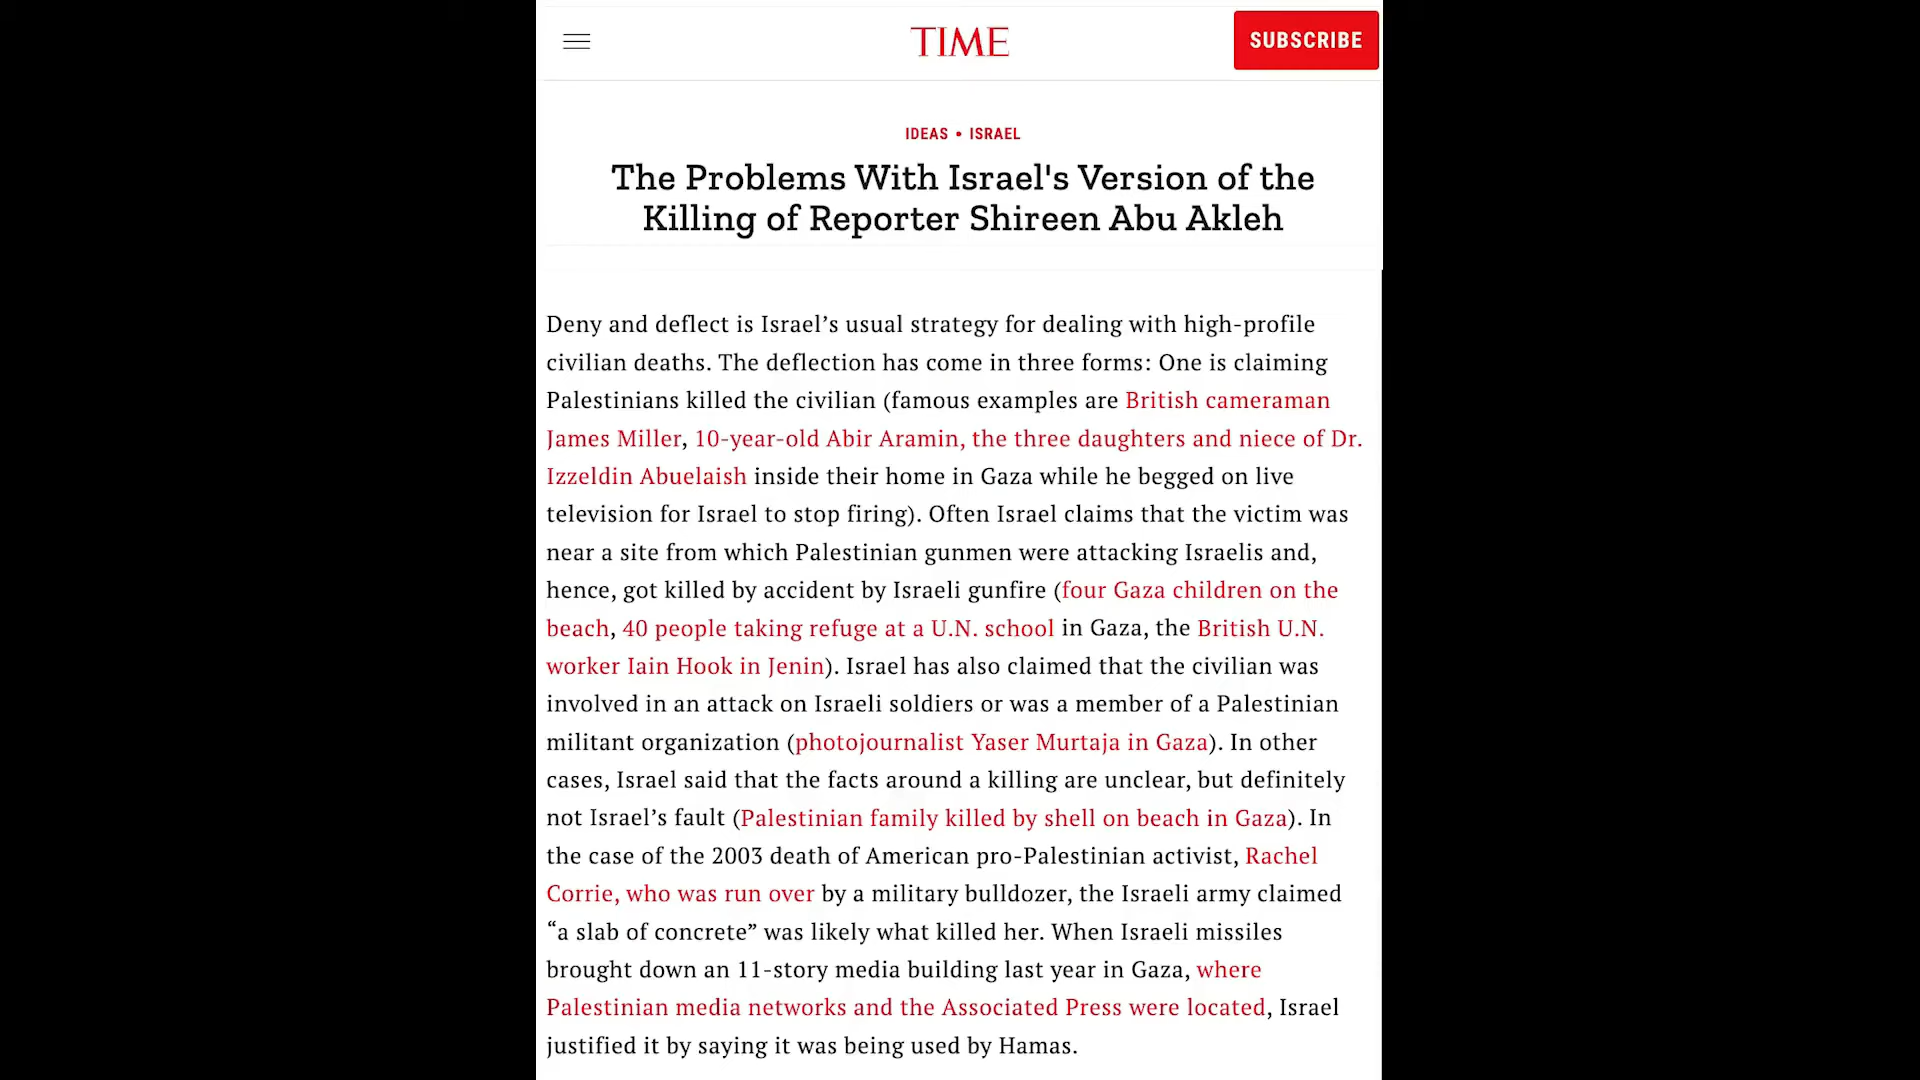 TIME
SUBSCRIBE
IDEAS • ISRAEL
The Problems With Israel's Version of the
Killing of Reporter Shireen Abu Akleh
Deny and deflect is Israel’s usual strategy for dealing with high-profile
civilian deaths. The deflection has come in three forms: One is claiming
Palestinians killed the civilian (famous examples are British cameraman
James Miller, 10-year-old Abir Aramin, the three daughters and niece of Dr.
Izzeldin Abuelaish inside their home in Gaza while he begged on live
television for Israel to stop firing). Often Israel claims that the victim was
near a site from which Palestinian gunmen were attacking Israelis and,
hence, got killed by accident by Israeli gunfire (four Gaza children on the
beach, 40 people taking refuge at a U.N. school in Gaza, the British U.N.
worker Iain Hook in Jenin). Israel has also claimed that the civilian was
involved in an attack on Israeli soldiers or was a member of a Palestinian
militant organization (photojournalist Yaser Murtaja in Gaza). In other
cases, Israel said that the facts around a killing are unclear, but definitely
not Israel’s fault (Palestinian family killed by shell on beach in Gaza). In
the case of the 2003 death of American pro-Palestinian activist, Rachel
Corrie, who was run over by a military bulldozer, the Israeli army claimed
“a slab of concrete” was likely what killed her. When Israeli missiles
brought down an 11-story media building last year in Gaza, where
Palestinian media networks and the Associated Press were located, Israel
justified it by saying it was being used by Hamas.